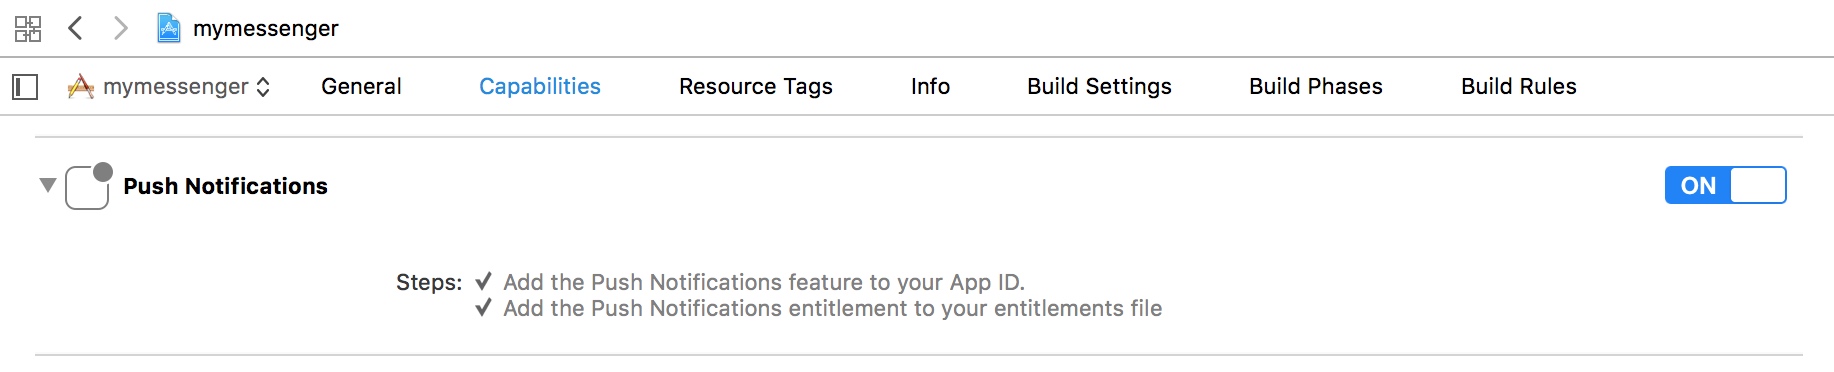 mymessenger
mymessenger General Capabilities Resource Tags Info Build Settings Build Phases Build Rules
Push Notifications ON
Steps: ✓ Add the Push Notifications feature to your App ID.
✓ Add the Push Notifications entitlement to your entitlements file